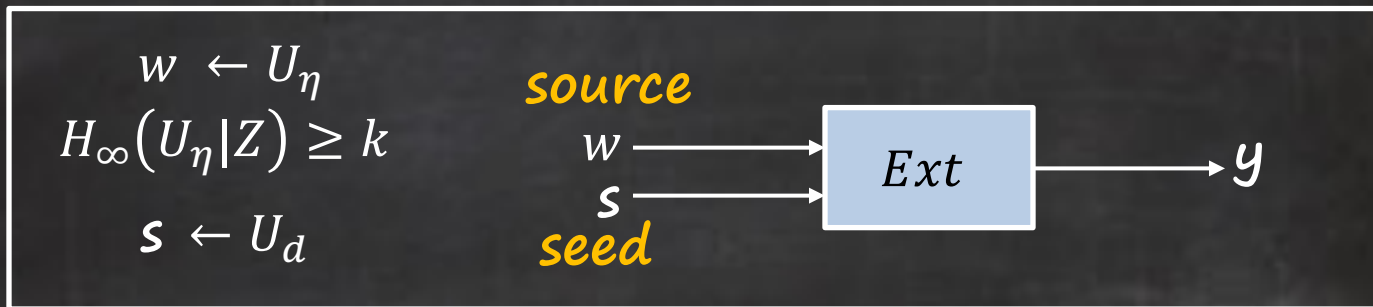 w ← U_η
H_∞(U_η|Z) ≥ k
s ← U_d
source
w
s
seed
Ext
y